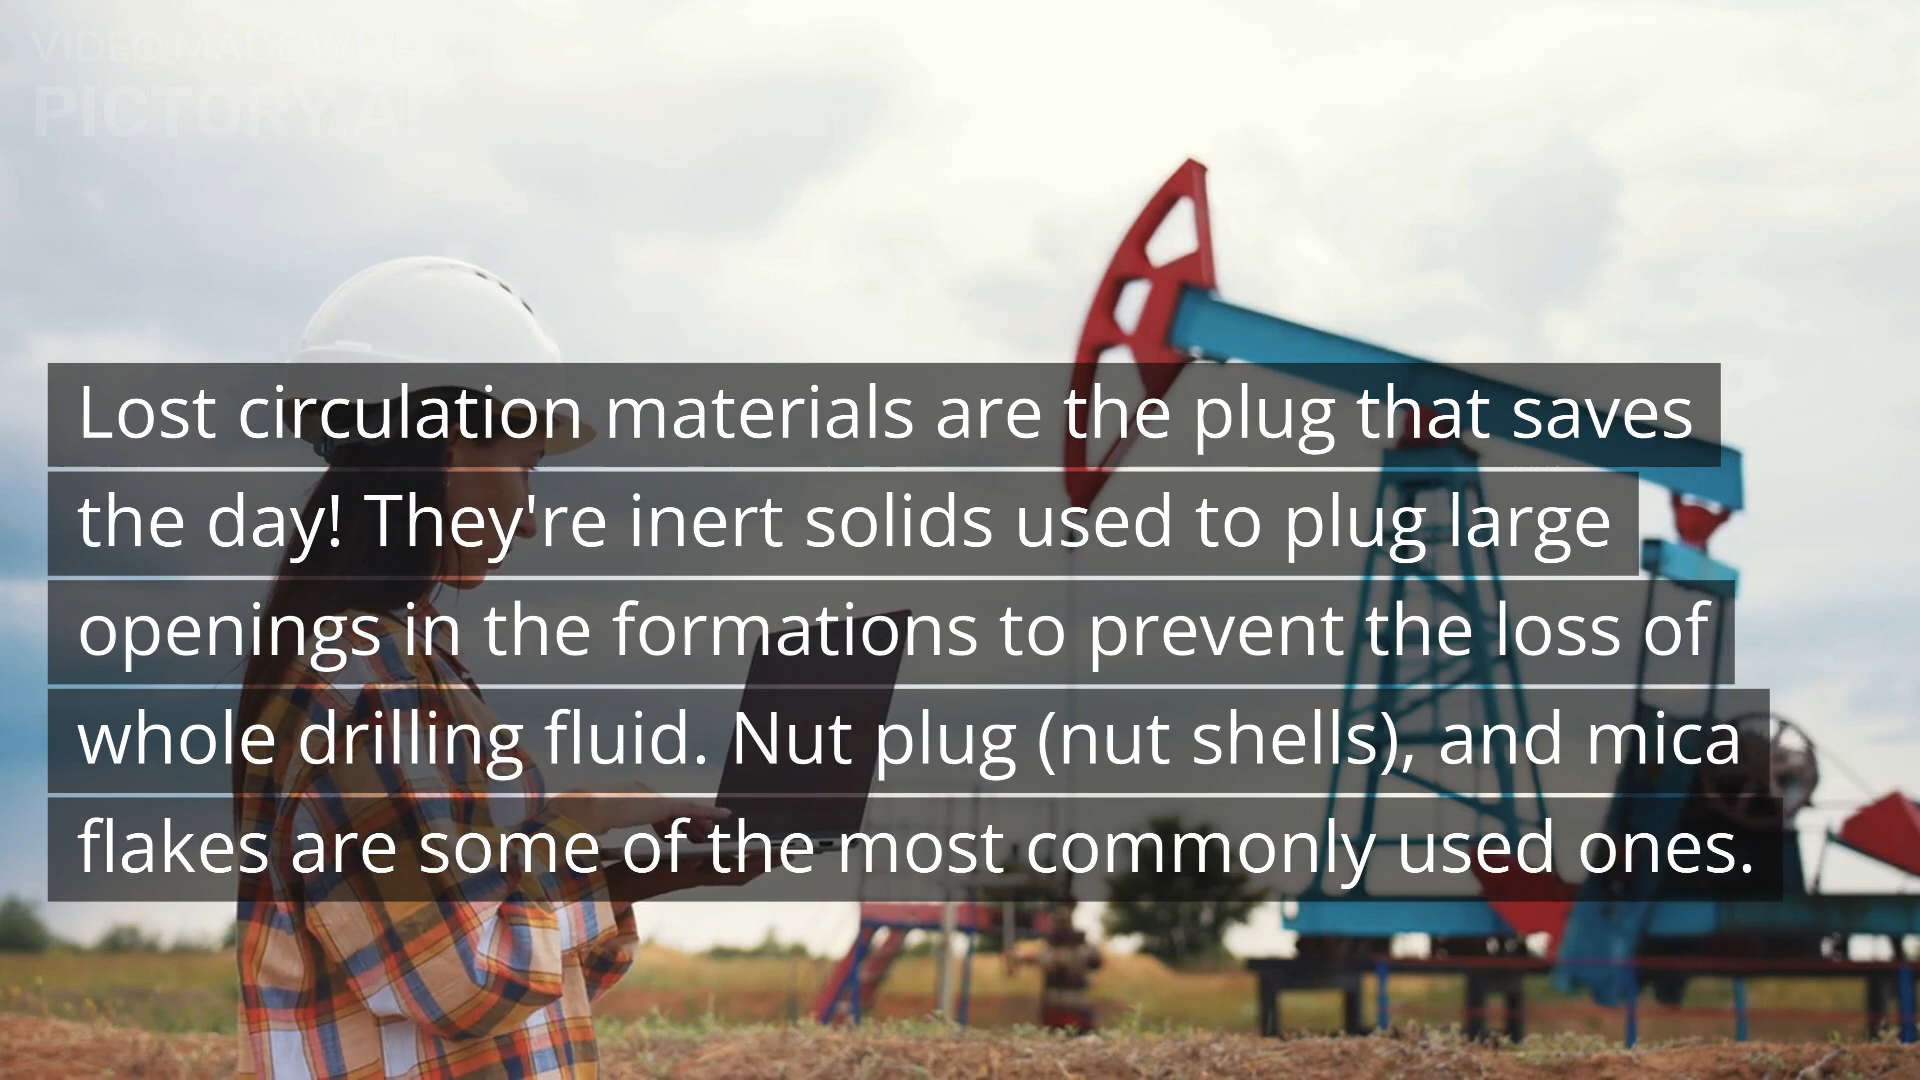 VIDEO MADE WITH
PICTORY.AI
Lost circulation materials are the plug that saves
the day! They're inert solids used to plug large
openings in the formations to prevent the loss of
whole drilling fluid. Nut plug (nut shells), and mica
flakes are some of the most commonly used ones.